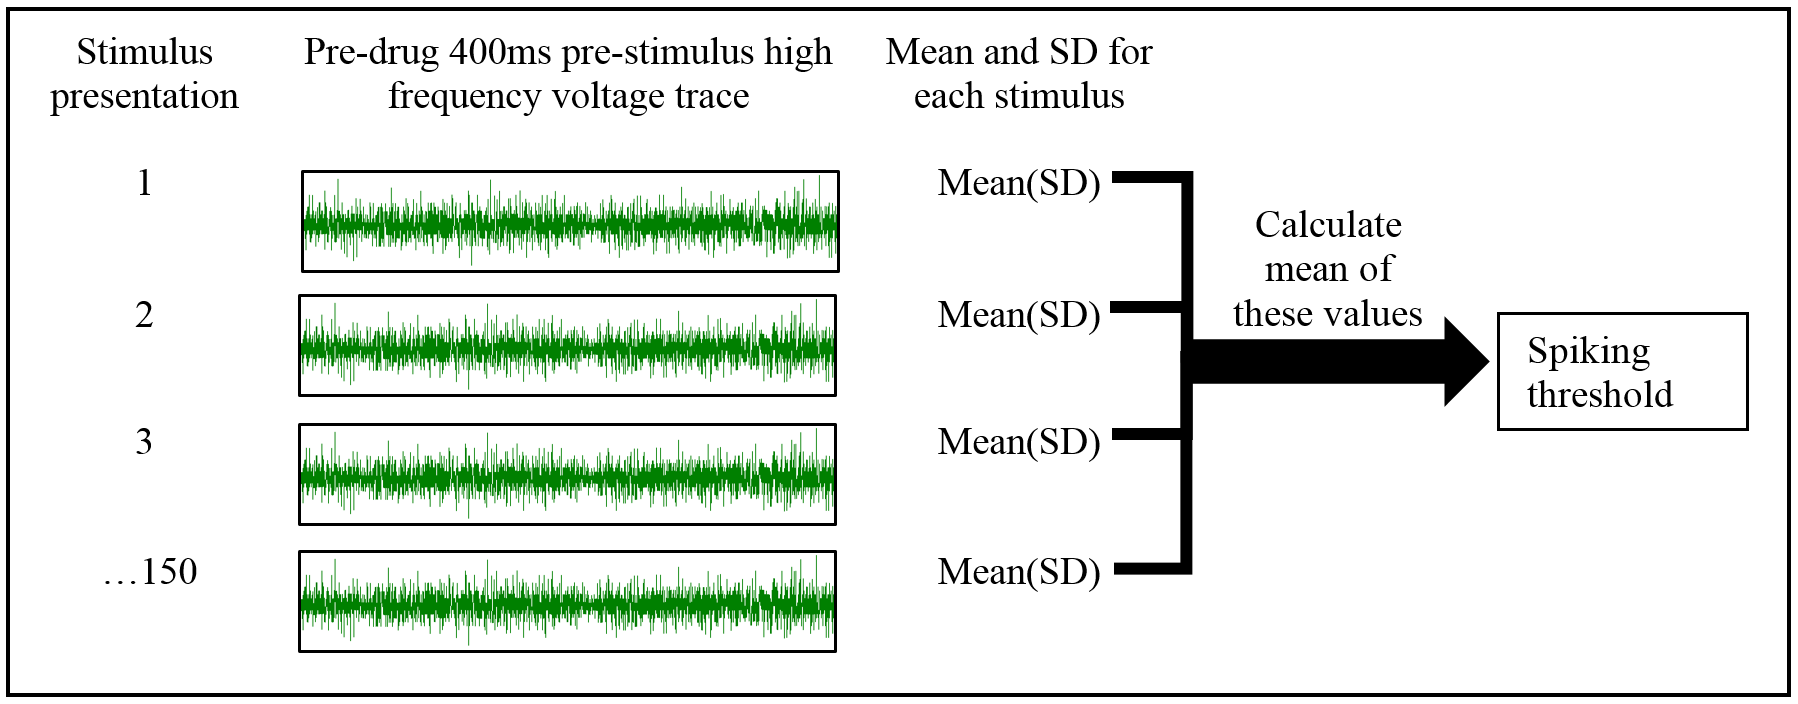 Stimulus
presentation
Pre-drug 400ms pre-stimulus high
frequency voltage trace
Mean and SD for
each stimulus
1
Mean(SD)
2
Mean(SD)
3
Mean(SD)
…150
Mean(SD)
Calculate
mean of
these values
Spiking
threshold